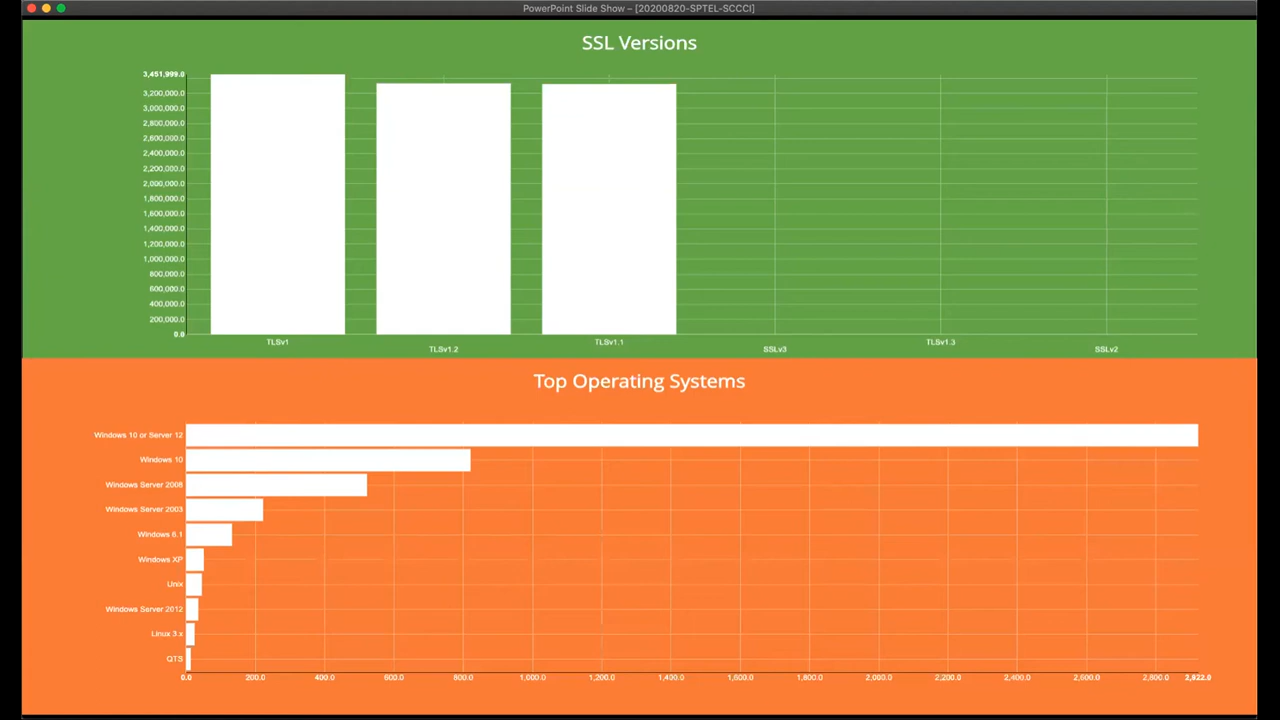 PowerPoint Slide Show – [20200820-SPTEL-SCCCI]
SSL Versions
3,451,999.0
3,200,000.0
3,000,000.0
2,800,000.0
2,600,000.0
2,400,000.0
2,200,000.0
2,000,000.0
1,800,000.0
1,600,000.0
1,400,000.0
1,200,000.0
1,000,000.0
800,000.0
600,000.0
400,000.0
200,000.0
0.0
TLSv1
TLSv1.2
TLSv1.1
SSLv3
TLSv1.3
SSLv2
Top Operating Systems
Windows 10 or Server 12
Windows 10
Windows Server 2008
Windows Server 2003
Windows 6.1
Windows XP
Unix
Windows Server 2012
Linux 3.x
QTS
0.0 200.0 400.0 600.0 800.0 1,000.0 1,200.0 1,400.0 1,600.0 1,800.0 2,000.0 2,200.0 2,400.0 2,600.0 2,800.0 2,922.0